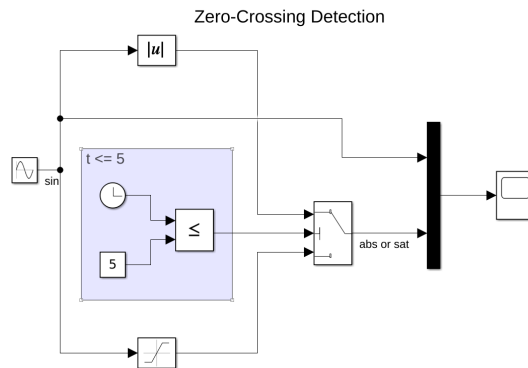 Zero-Crossing Detection
|u|
t <= 5
sin
≤
5
abs or sat